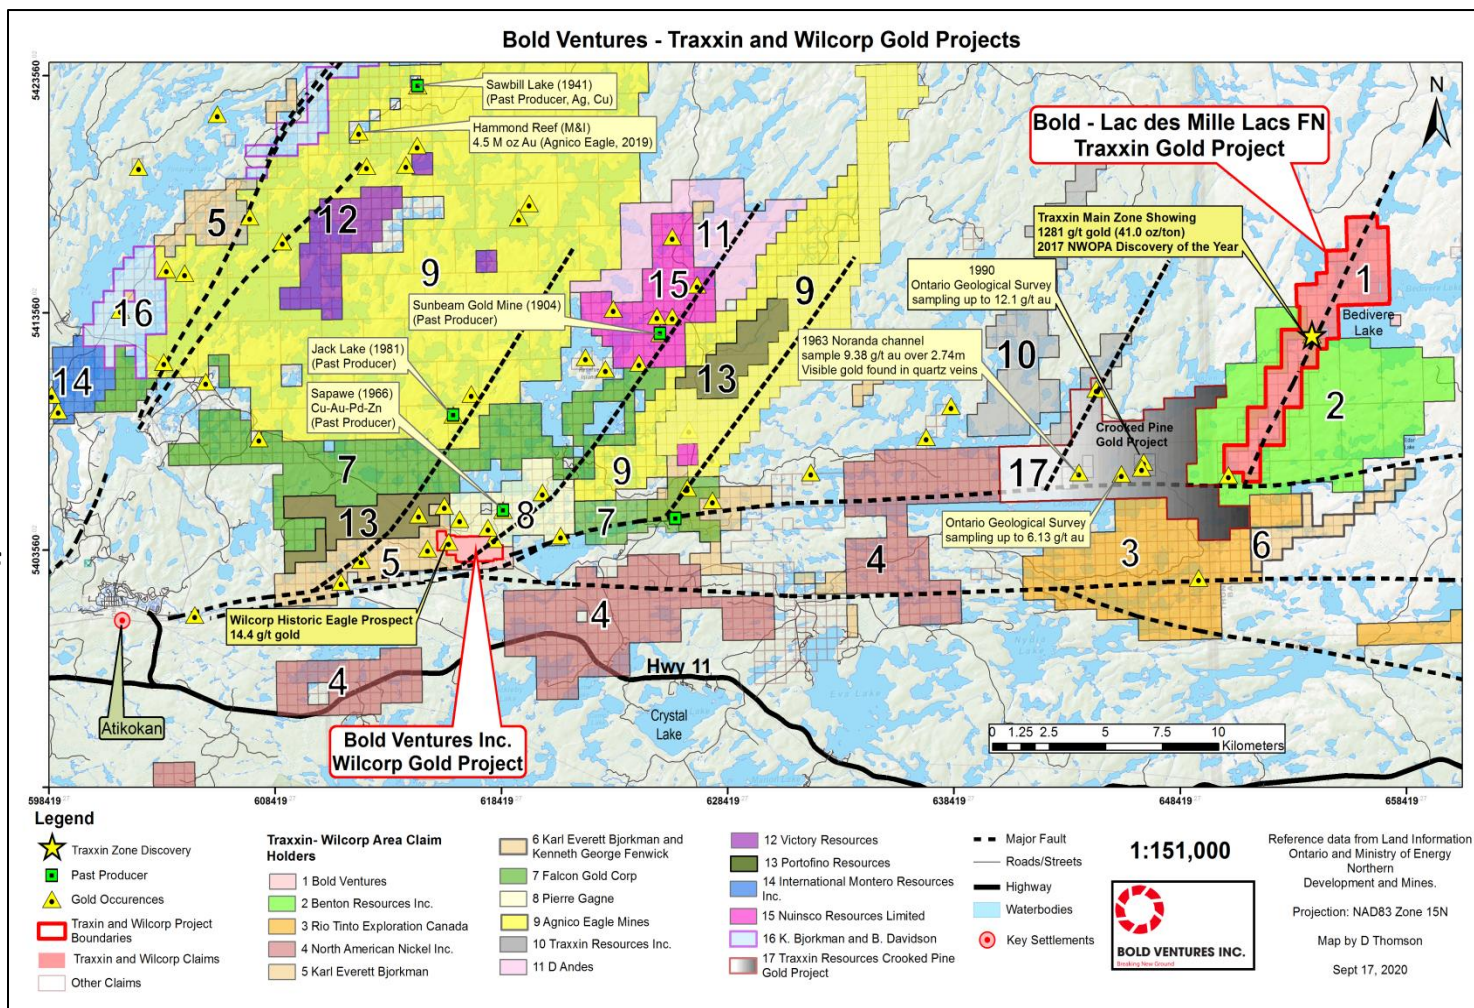 Bold Ventures - Traxxin and Wilcorp Gold Projects
5423560
5413560
5403560
N
Sawbill Lake (1941)
(Past Producer, Ag, Cu)
Hammond Reef (M&I)
4.5 M oz Au (Agnico Eagle, 2019)
Bold - Lac des Mille Lacs FN
Traxxin Gold Project
Traxxin Main Zone Showing
1281 g/t gold (41.0 oz/ton)
2017 NWOPA Discovery of the Year
5
12
9
11
15
9
1
Bedivere
Lake
16
14
Sunbeam Gold Mine (1904)
(Past Producer)
1990
Ontario Geological Survey
sampling up to 12.1 g/t au
1963 Noranda channel
sample 9.38 g/t au over 2.74m
Visible gold found in quartz veins
Jack Lake (1981)
(Past Producer)
Sapawe (1966)
Cu-Au-Pd-Zn
(Past Producer)
13
10
2
Crooked Pine
Gold Project
7
9
17
13
8
7
Ontario Geological Survey
sampling up to 6.13 g/t au
5
4
3
6
Wilcorp Historic Eagle Prospect
14.4 g/t gold
4
4
Hwy 11
Atikokan
Crystal
Lake
Eva Lake
Bold Ventures Inc.
Wilcorp Gold Project
0 1.25 2.5 5 7.5 10
Kilometers
598419
608419
618419
628419
638419
648419
658419
Legend
Traxxin Zone Discovery
Past Producer
Gold Occurences
Traxin and Wilcorp Project
Boundaries
Traxxin and Wilcorp Claims
Other Claims
Traxxin- Wilcorp Area Claim
Holders
1 Bold Ventures
2 Benton Resources Inc.
3 Rio Tinto Exploration Canada
4 North American Nickel Inc.
5 Karl Everett Bjorkman
6 Karl Everett Bjorkman and
Kenneth George Fenwick
7 Falcon Gold Corp
8 Pierre Gagne
9 Agnico Eagle Mines
10 Traxxin Resources Inc.
11 D Andes
12 Victory Resources
13 Portofino Resources
14 International Montero Resources
Inc.
15 Nuinsco Resources Limited
16 K. Bjorkman and B. Davidson
17 Traxxin Resources Crooked Pine
Gold Project
Major Fault
Roads/Streets
Highway
Waterbodies
Key Settlements
1:151,000
BOLD VENTURES INC.
Breaking New Ground
Reference data from Land Information
Ontario and Ministry of Energy
Northern
Development and Mines.
Projection: NAD83 Zone 15N
Map by D Thomson
Sept 17, 2020